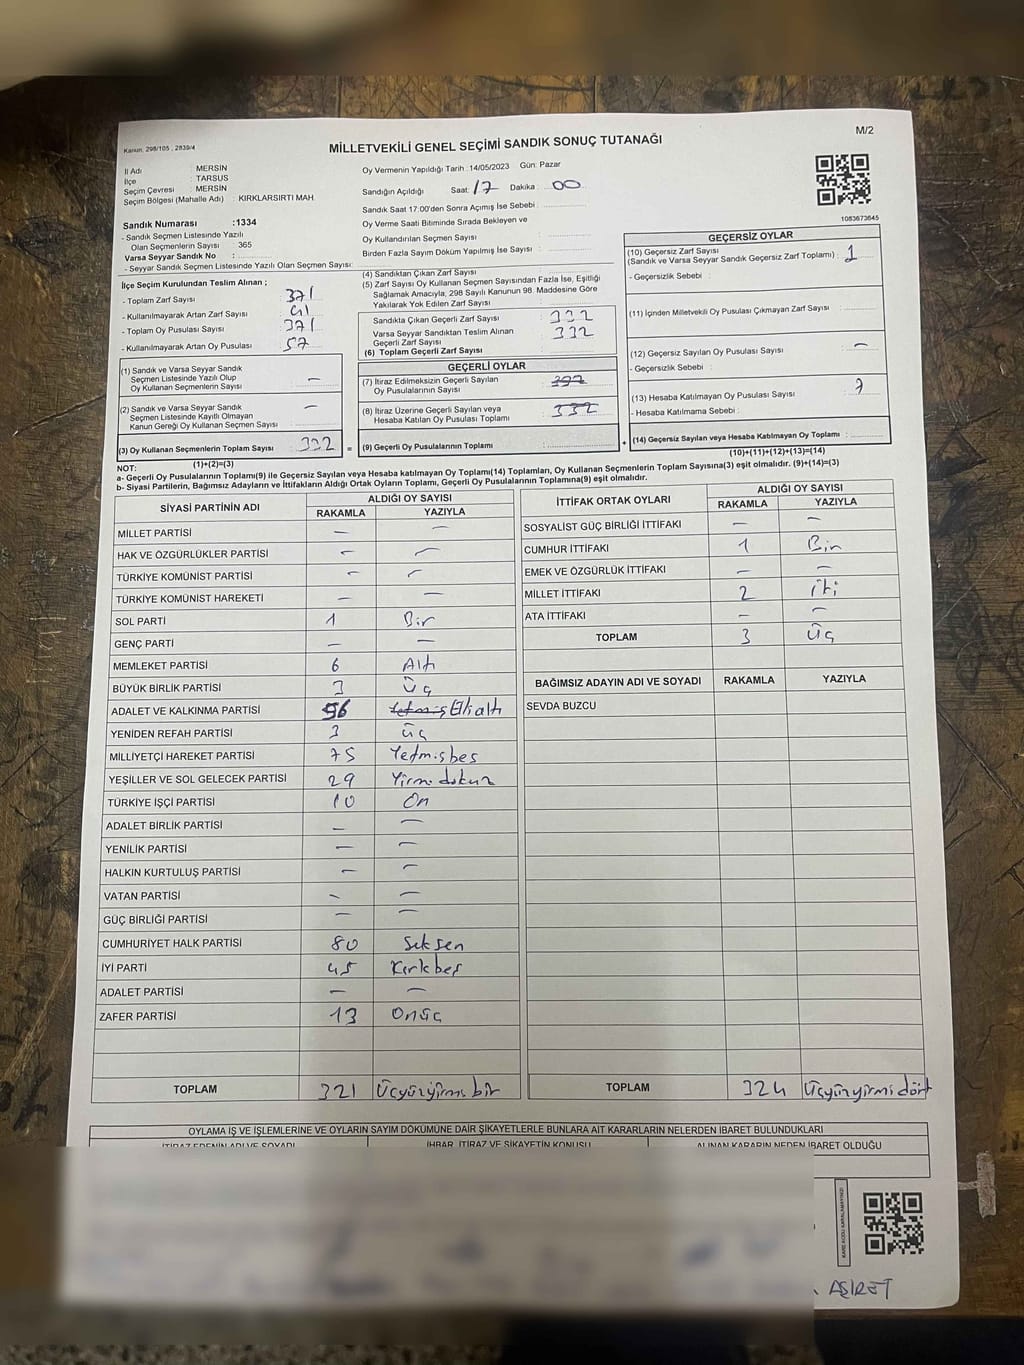 M/2
Kanun. 298/105 , 2839/4
MİLLETVEKİLİ GENEL SEÇİMİ SANDIK SONUÇ TUTANAĞI
İl Adı : MERSİN
İlçe : TARSUS
Seçim Çevresi : MERSİN
Seçim Bölgesi (Mahalle Adı) : KIRKLARSIRTI MAH.
Oy Vermenin Yapıldığı Tarih :14/05/2023 Gün: Pazar
Sandığın Açıldığı Saat: 17 Dakika : 00
Sandık Saat 17:00'den Sonra Açımış İse Sebebi :
Oy Verme Saati Bitiminde Sırada Bekleyen ve
Oy Kullandırılan Seçmen Sayısı
Birden Fazla Sayım Döküm Yapılmış İse Sayısı :
1083673645
Sandık Numarası :1334
- Sandık Seçmen Listesinde Yazılı
Olan Seçmenlerin Sayısı : 365
Varsa Seyyar Sandık No :
- Seyyar Sandık Seçmen Listesinde Yazılı Olan Seçmen Sayısı:
İlçe Seçim Kurulundan Teslim Alınan ;
- Toplam Zarf Sayısı : 371
- Kullanılmayarak Artan Zarf Sayısı : 41
- Toplam Oy Pusulası Sayısı : 371
- Kullanılmayarak Artan Oy Pusulası : 57
(1) Sandık ve Varsa Seyyar Sandık
Seçmen Listesinde Yazılı Olup
Oy Kullanan Seçmenlerin Sayısı : –
(2) Sandık ve Varsa Seyyar Sandık
Seçmen Listesinde Kayıtlı Olmayan
Kanun Gereği Oy Kullanan Seçmen Sayısı : –
(3) Oy Kullanan Seçmenlerin Toplam Sayısı : 332
(1)+(2)=(3)
(4) Sandıktan Çıkan Zarf Sayısı :
(5) Zarf Sayısı Oy Kullanan Seçmen Sayısından Fazla İse, Eşitliği
Sağlamak Amacıyla, 298 Sayılı Kanunun 98. Maddesine Göre
Yakılarak Yok Edilen Zarf Sayısı :
Sandıkta Çıkan Geçerli Zarf Sayısı : 332
Varsa Seyyar Sandıktan Teslim Alınan
Geçerli Zarf Sayısı : 332
(6) Toplam Geçerli Zarf Sayısı :
GEÇERLİ OYLAR
(7) İtiraz Edilmeksizin Geçerli Sayılan
Oy Pusulalarının Sayısı :
(8) İtiraz Üzerine Geçerli Sayılan veya
Hesaba Katılan Oy Pusulası Toplamı : 332
= (9) Geçerli Oy Pusulalarının Toplamı :
GEÇERSİZ OYLAR
(10) Geçersiz Zarf Sayısı
(Sandık ve Varsa Seyyar Sandık Geçersiz Zarf Toplamı) : 1
- Geçersizlik Sebebi :
(11) İçinden Milletvekili Oy Pusulası Çıkmayan Zarf Sayısı
(12) Geçersiz Sayılan Oy Pusulası Sayısı : –
- Geçersizlik Sebebi :
(13) Hesaba Katılmayan Oy Pusulası Sayısı : 7
- Hesaba Katılmama Sebebi :
+ (14) Geçersiz Sayılan veya Hesaba Katılmayan Oy Toplamı :
(10)+(11)+(12)+(13)=(14)
NOT:
a- Geçerli Oy Pusulalarının Toplamı(9) ile Geçersiz Sayılan veya Hesaba katılmayan Oy Toplamı(14) Toplamları, Oy Kullanan Seçmenlerin Toplam Sayısına(3) eşit olmalıdır. (9)+(14)=(3)
b- Siyasi Partilerin, Bağımsız Adayların ve İttifakların Aldığı Ortak Oyların Toplamı, Geçerli Oy Pusulalarının Toplamına(9) eşit olmalıdır.
SİYASİ PARTİNİN ADI ALDIĞI OY SAYISI
RAKAMLA YAZIYLA
MİLLET PARTİSİ – –
HAK VE ÖZGÜRLÜKLER PARTİSİ – –
TÜRKİYE KOMÜNİST PARTİSİ – –
TÜRKİYE KOMÜNİST HAREKETİ – –
SOL PARTİ 1 Bir
GENÇ PARTİ – –
MEMLEKET PARTİSİ 6 Altı
BÜYÜK BİRLİK PARTİSİ 3 Üç
ADALET VE KALKINMA PARTİSİ 56 Elli altı
YENİDEN REFAH PARTİSİ 3 üç
MİLLİYETÇİ HAREKET PARTİSİ 75 Yetmişbeş
YEŞİLLER VE SOL GELECEK PARTİSİ 29 Yirmi dokuz
TÜRKİYE İŞÇİ PARTİSİ 10 On
ADALET BİRLİK PARTİSİ – –
YENİLİK PARTİSİ – –
HALKIN KURTULUŞ PARTİSİ – –
VATAN PARTİSİ – –
GÜÇ BİRLİĞİ PARTİSİ – –
CUMHURİYET HALK PARTİSİ 80 Seksen
İYİ PARTİ 45 Kırkbeş
ADALET PARTİSİ – –
ZAFER PARTİSİ 13 Onüç
TOPLAM 321 Üçyüzyirmi bir
İTTİFAK ORTAK OYLARI ALDIĞI OY SAYISI
RAKAMLA YAZIYLA
SOSYALİST GÜÇ BİRLİĞİ İTTİFAKI – –
CUMHUR İTTİFAKI 1 Bir
EMEK VE ÖZGÜRLÜK İTTİFAKI – –
MİLLET İTTİFAKI 2 İki
ATA İTTİFAKI – –
TOPLAM 3 Üç
BAĞIMSIZ ADAYIN ADI VE SOYADI RAKAMLA YAZIYLA
SEVDA BUZCU
TOPLAM 324 Üçyüzyirmi dört
OYLAMA İŞ VE İŞLEMLERİNE VE OYLARIN SAYIM DÖKÜMÜNE DAİR ŞİKAYETLERLE BUNLARA AİT KARARLARIN NELERDEN İBARET BULUNDUKLARI
İTİRAZ EDENİN ADI VE SOYADI İHBAR, İTİRAZ VE ŞİKAYETİN KONUSU ALINAN KARARIN NEDEN İBARET OLDUĞU
KARE KODU KARALAMAYINIZ!
AŞİRET